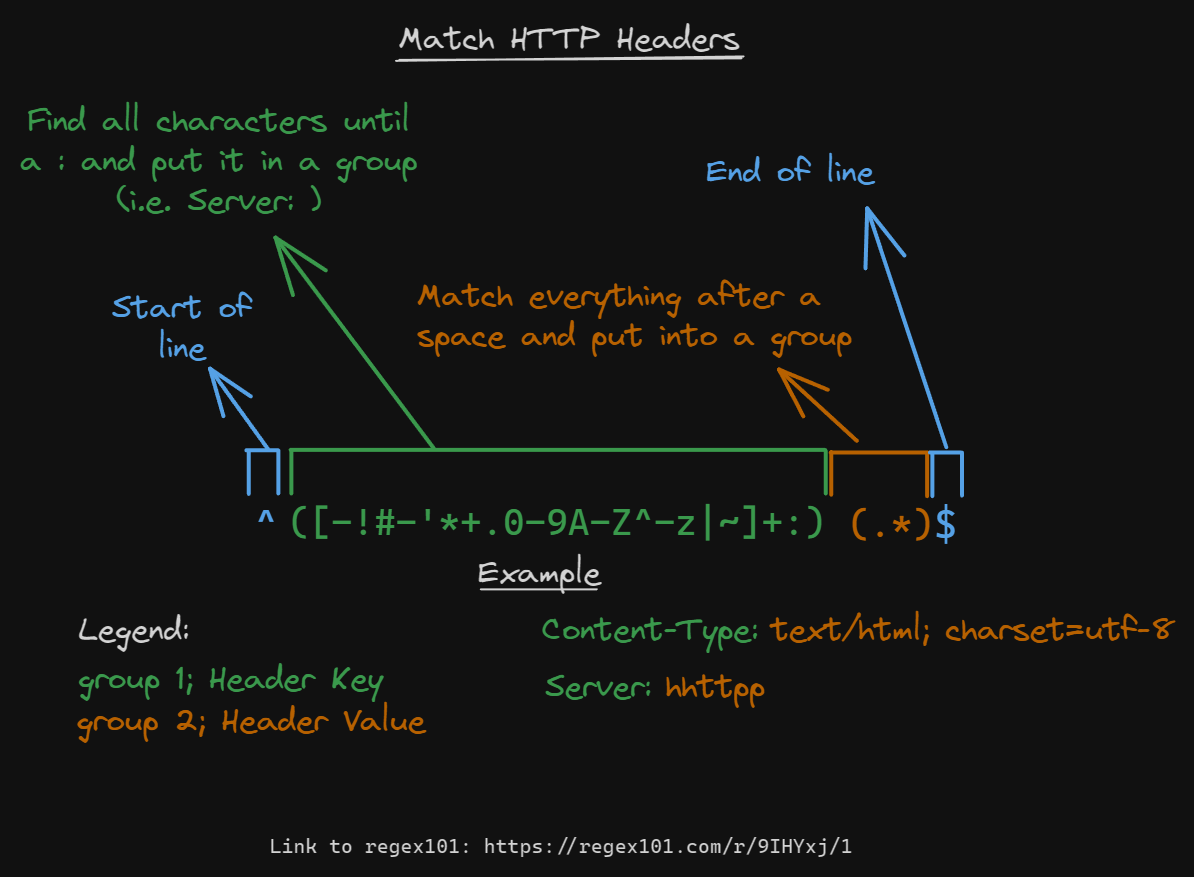 Match HTTP Headers
Find all characters until
a : and put it in a group
(i.e. Server: )
End of line
Start of
line
Match everything after a
space and put into a group
^([-!#-'*+.0-9A-Z^-z|~]+:) (.*)$
Example
Legend:
group 1; Header Key
group 2; Header Value
Content-Type: text/html; charset=utf-8
Server: hhttpp
Link to regex101: https://regex101.com/r/9IHYxj/1